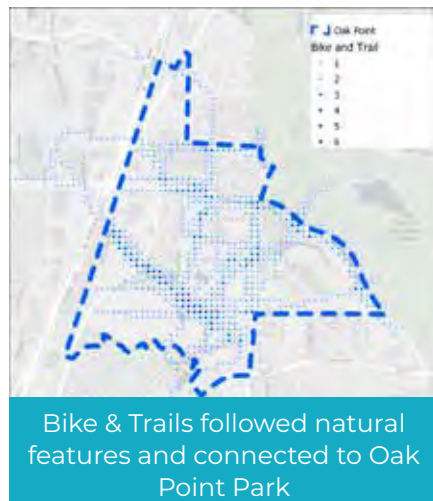 Oak Point
Bike and Trail
1
2
3
4
5
6
Bike & Trails followed natural
features and connected to Oak
Point Park